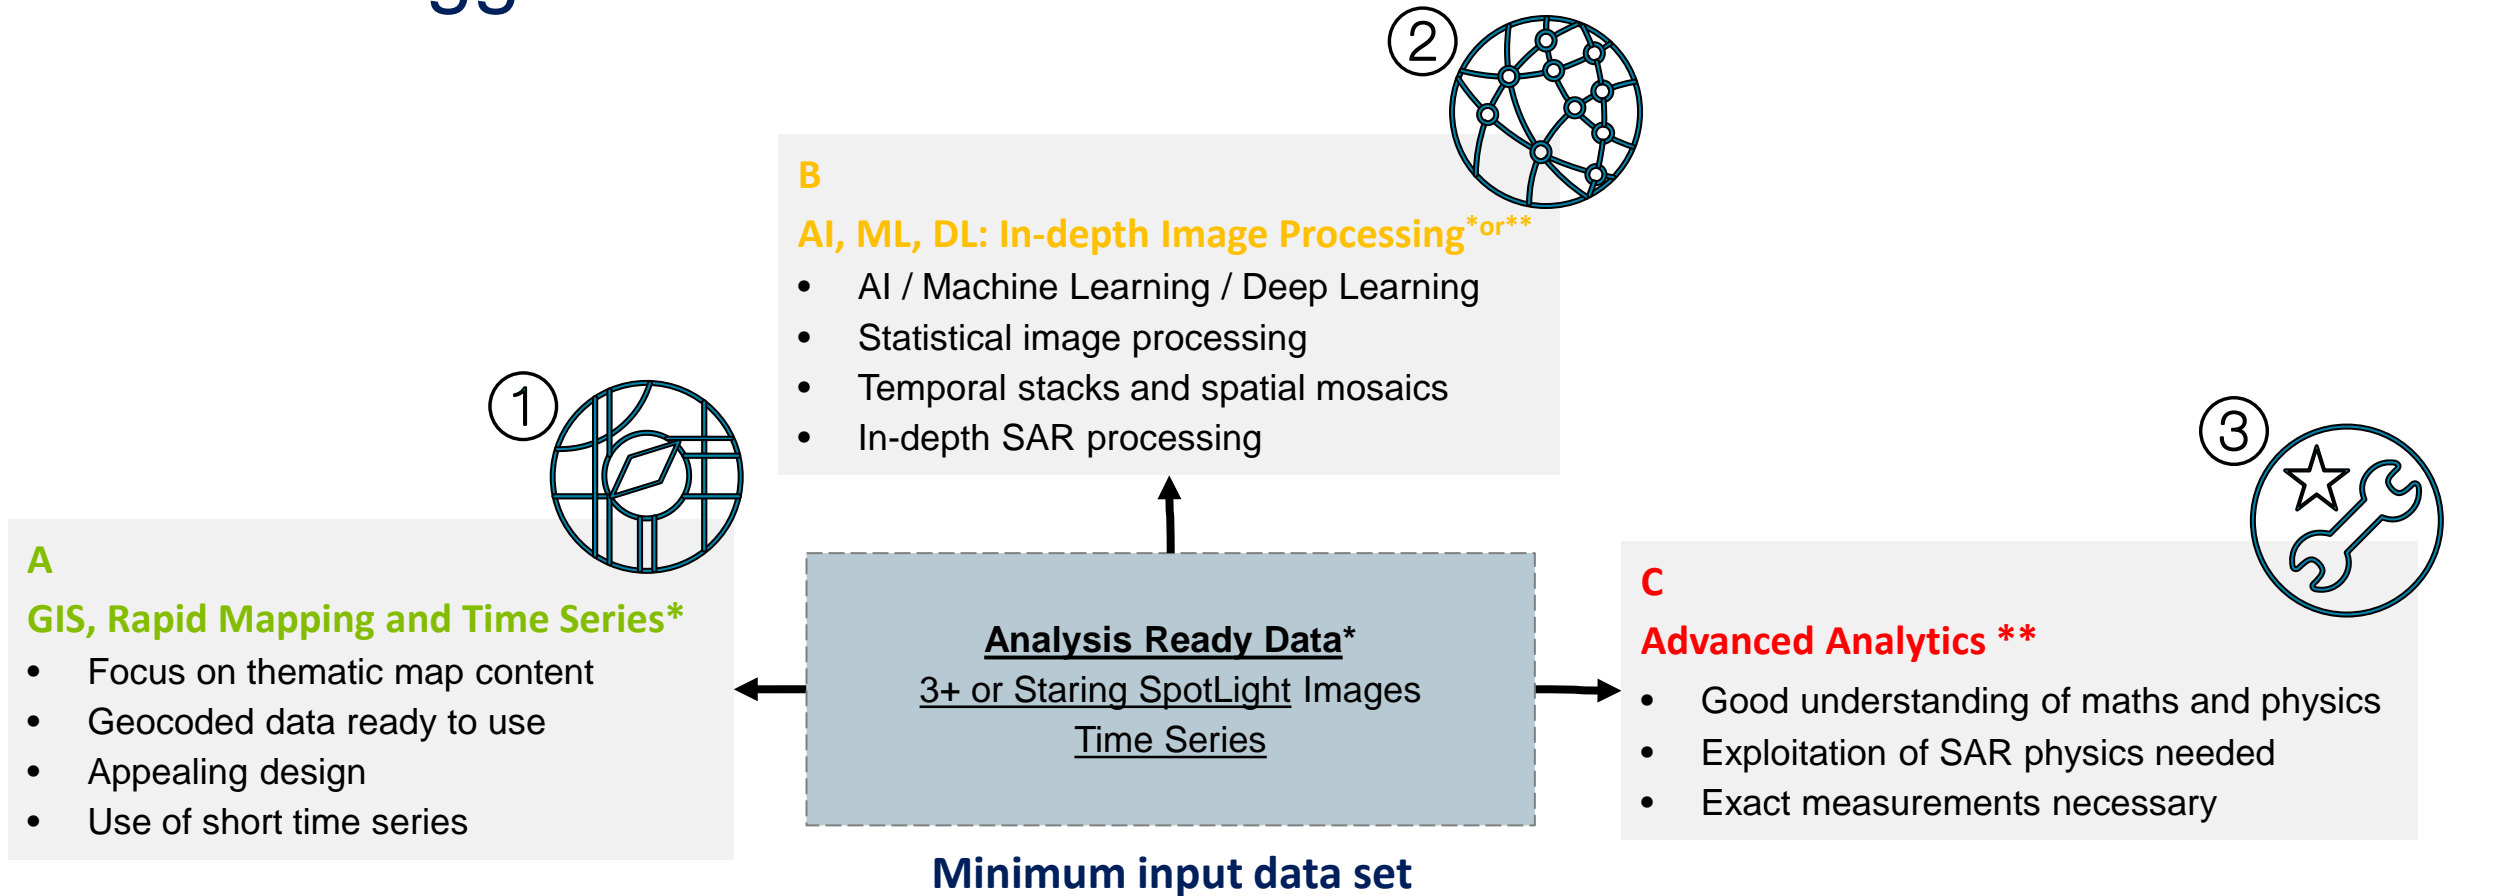 2
B
AI, ML, DL: In-depth Image Processing*or**
• AI / Machine Learning / Deep Learning
• Statistical image processing
• Temporal stacks and spatial mosaics
• In-depth SAR processing
1
A
GIS, Rapid Mapping and Time Series*
• Focus on thematic map content
• Geocoded data ready to use
• Appealing design
• Use of short time series
Analysis Ready Data*
3+ or Staring SpotLight Images
Time Series
Minimum input data set
3
C
Advanced Analytics **
• Good understanding of maths and physics
• Exploitation of SAR physics needed
• Exact measurements necessary